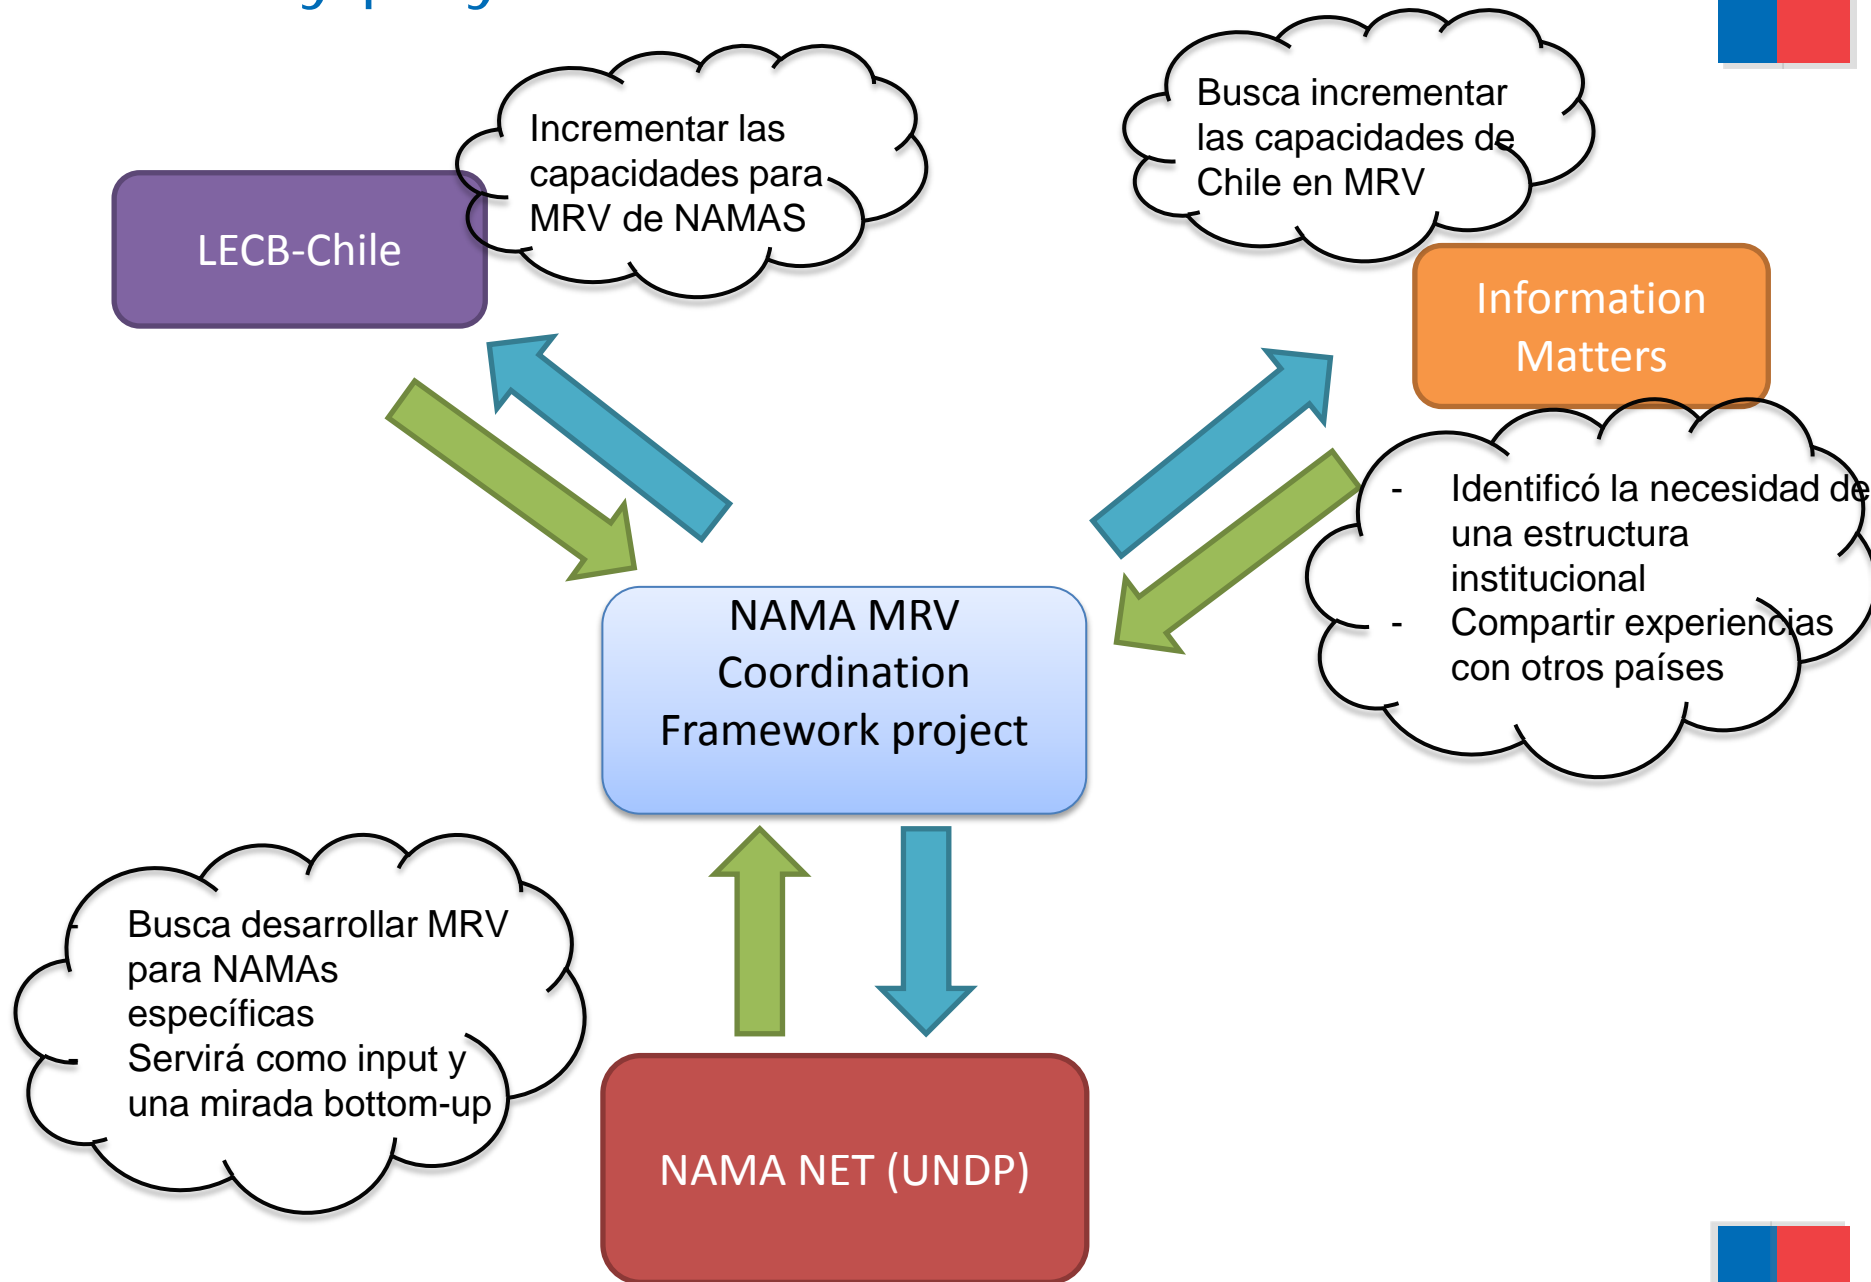 Incrementar las
capacidades para
MRV de NAMAS
LECB-Chile
Busca incrementar
las capacidades de
Chile en MRV
Information
Matters
- Identificó la necesidad de
una estructura
institucional
- Compartir experiencias
con otros países
NAMA MRV
Coordination
Framework project
- Busca desarrollar MRV
para NAMAs
específicas
- Servirá como input y
una mirada bottom-up
NAMA NET (UNDP)